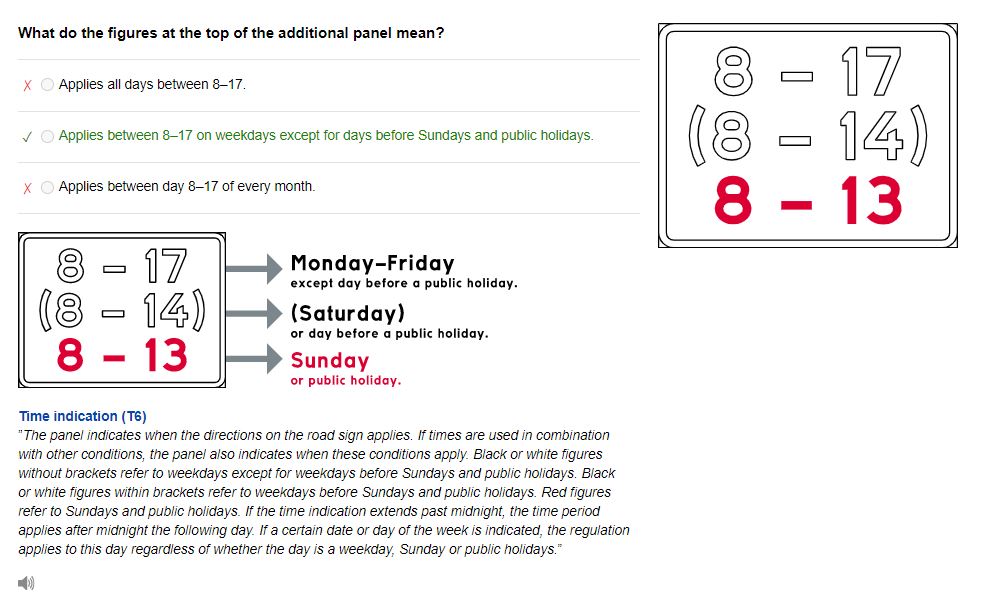 What do the figures at the top of the additional panel mean?
8 – 17
(8 – 14)
8 – 13
✗ Applies all days between 8–17.
✓ Applies between 8–17 on weekdays except for days before Sundays and public holidays.
✗ Applies between day 8–17 of every month.
8 – 17
(8 – 14)
8 – 13
Monday–Friday
except day before a public holiday.
(Saturday)
or day before a public holiday.
Sunday
or public holiday.
Time indication (T6)
"The panel indicates when the directions on the road sign applies. If times are used in combination
with other conditions, the panel also indicates when these conditions apply. Black or white figures
without brackets refer to weekdays except for weekdays before Sundays and public holidays. Black
or white figures within brackets refer to weekdays before Sundays and public holidays. Red figures
refer to Sundays and public holidays. If the time indication extends past midnight, the time period
applies after midnight the following day. If a certain date or day of the week is indicated, the regulation
applies to this day regardless of whether the day is a weekday, Sunday or public holidays."